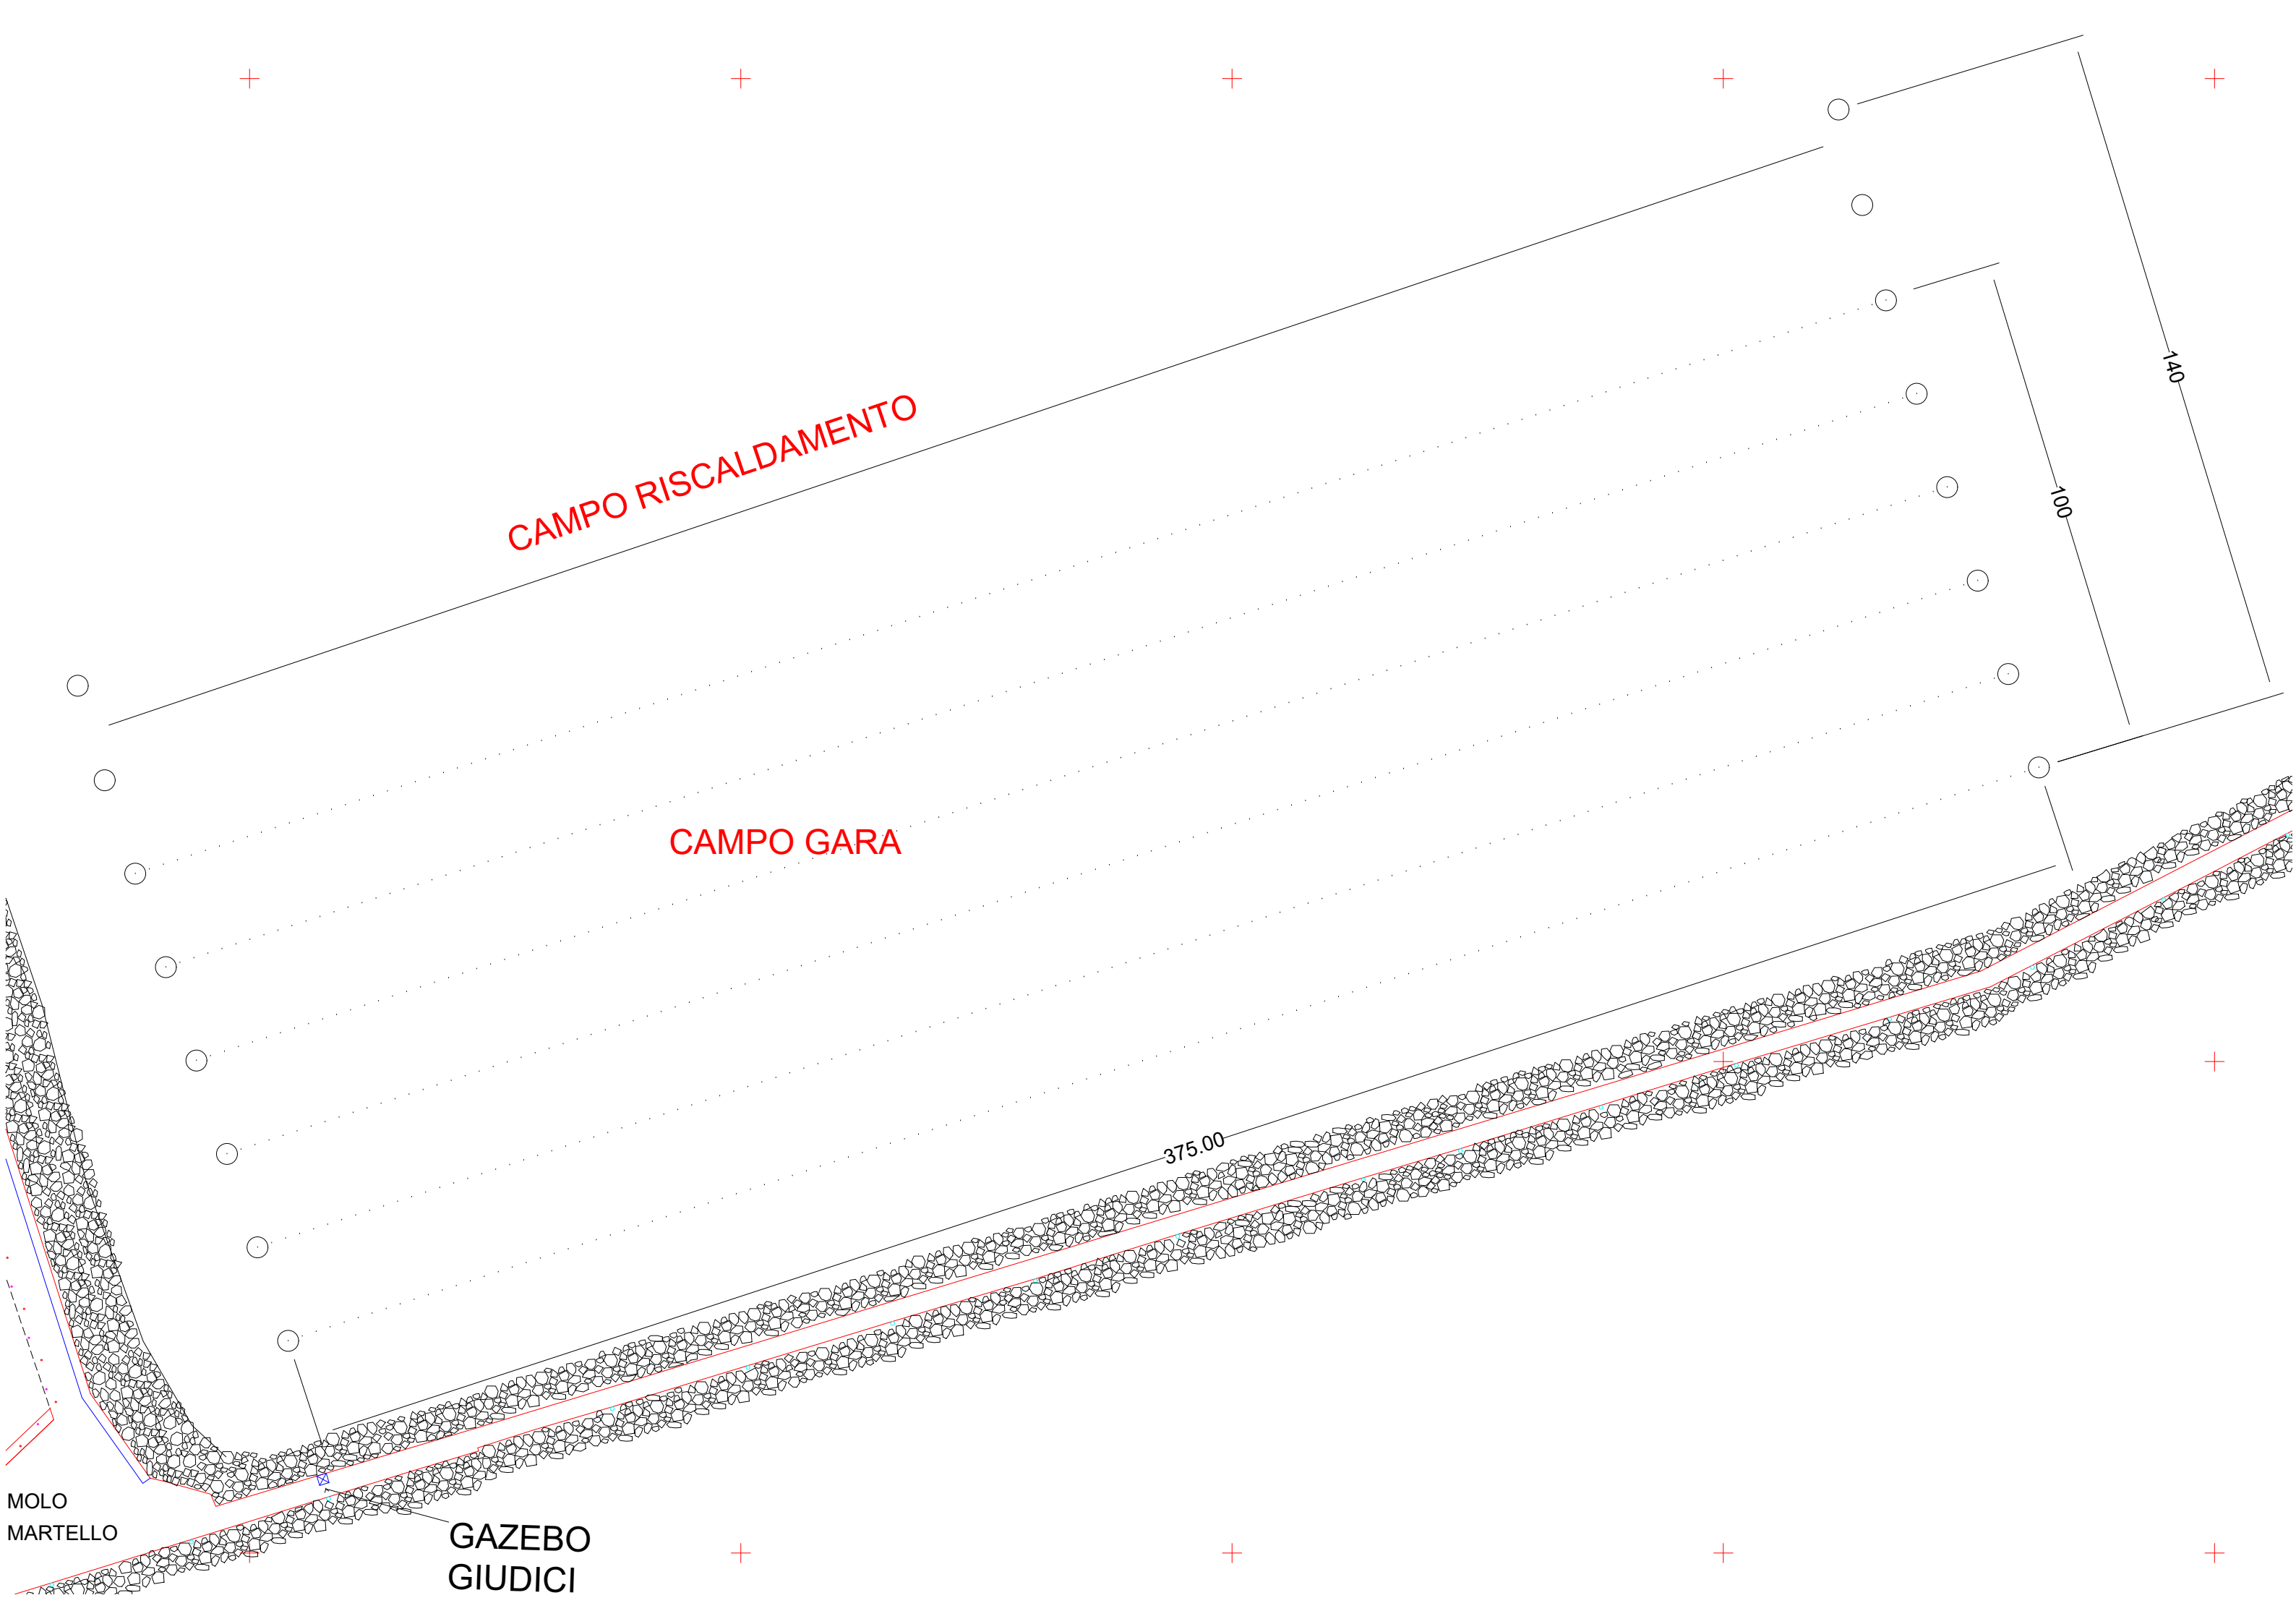 140
CAMPO RISCALDAMENTO
100
CAMPO GARA
375.00
MOLO
MARTELLO
GAZEBO
GIUDICI